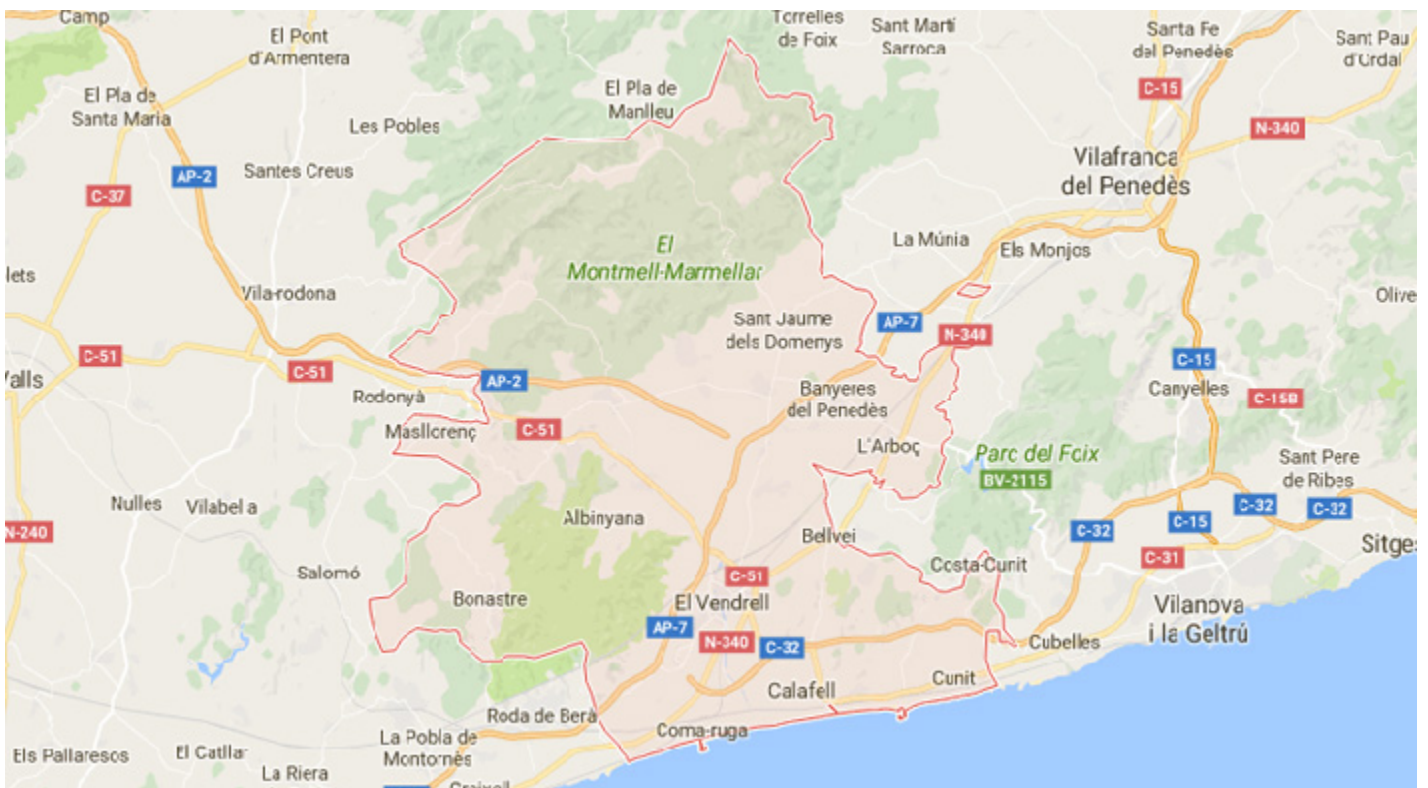 Camp
El Pont
d'Armentera
Torrelles
de Foix
Sant Martí
Sarroca
Santa Fe
del Penedès
Sant Pau
d'Ordal
El Pla de
Santa Maria
El Pla de
Manlleu
C-15
Les Pobles
N-340
Santes Creus
AP-2
C-37
Vilafranca
del Penedès
La Múnia
Els Monjos
El
Montmell-Marmellar
lets
Vila-rodona
Olive
Sant Jaume
dels Domenys
AP-7
N-340
C-51
C-51
AP-2
C-15
Valls
Rodonyà
Banyeres
del Penedès
Canyelles
C-15B
Masllorenç
C-51
L'Arboç
Parc del Foix
BV-2115
Sant Pere
de Ribes
Nulles
Vilabella
Albinyana
C-32
C-32
C-15
C-32
N-240
Bellvei
Sitges
C-31
Salomó
Costa-Cunit
C-51
Bonastre
El Vendrell
Vilanova
i la Geltrú
AP-7
N-340
C-32
Cubelles
Cunit
Calafell
Roda de Berà
Coma-ruga
La Pobla de
Montornès
Els Pallaresos
El Catllar
La Riera
Creixell